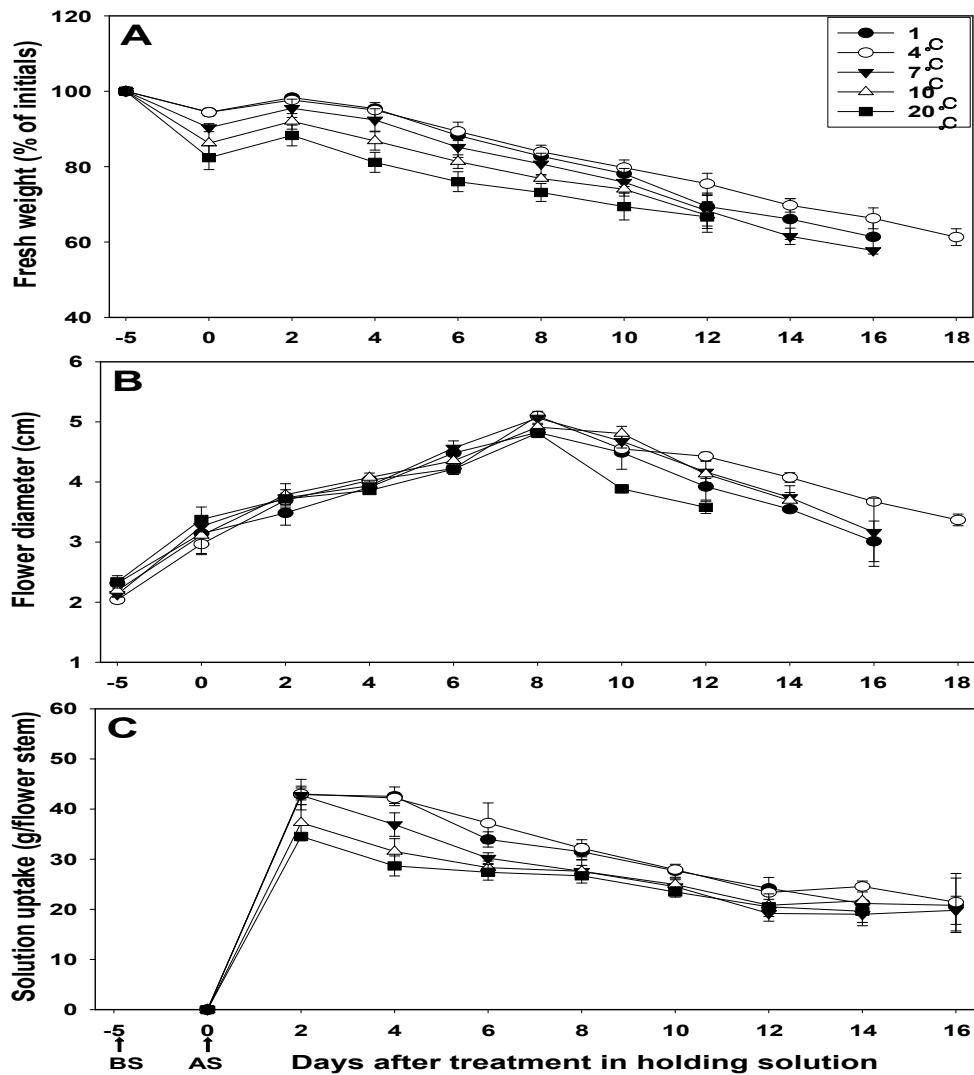 A
Fresh weight (% of initials)
120
100
80
60
40
1 °C
4 °C
7 °C
10 °C
20 °C
-5 0 2 4 6 8 10 12 14 16 18
B
Flower diameter (cm)
6
5
4
3
2
1
-5 0 2 4 6 8 10 12 14 16 18
C
Solution uptake (g/flower stem)
60
50
40
30
20
10
0
-5 0 2 4 6 8 10 12 14 16
BS AS Days after treatment in holding solution